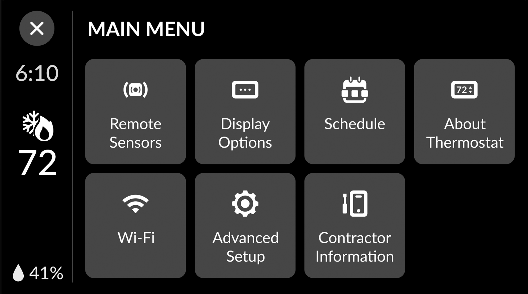 MAIN MENU
6:10
72
41%
Remote
Sensors
Display
Options
Schedule
72
About
Thermostat
Wi-Fi
Advanced
Setup
Contractor
Information